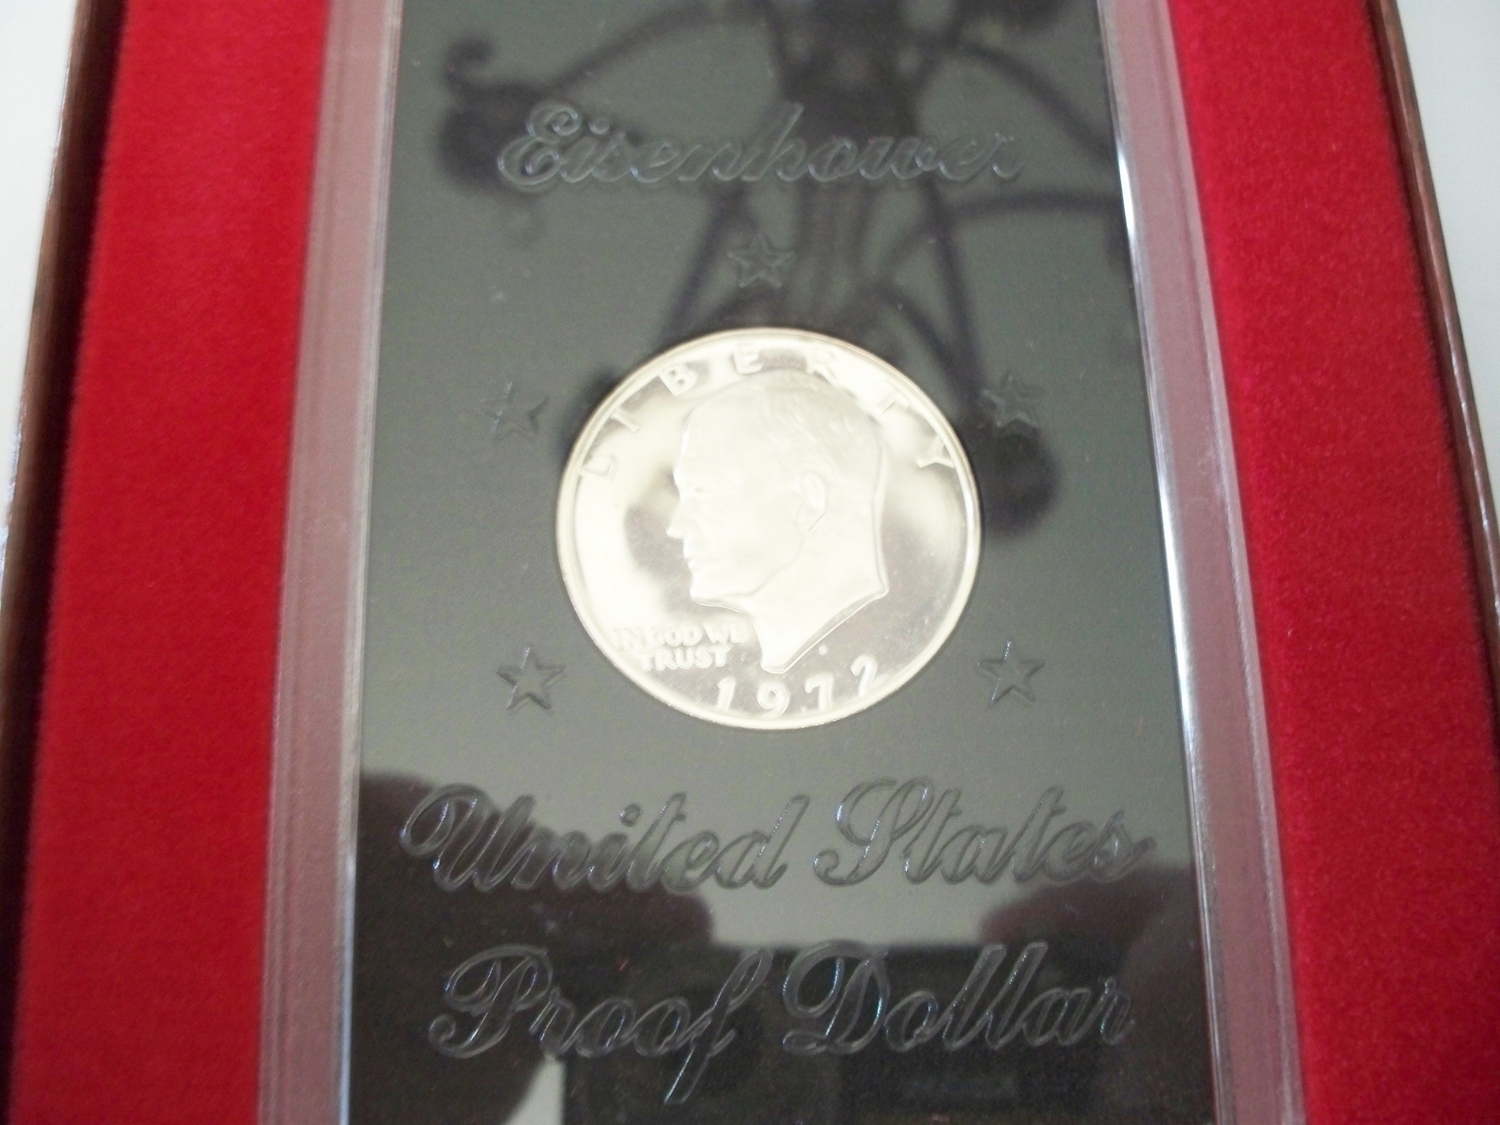 Eisenhower
LIBERTY
IN GOD WE
TRUST
1972
United States
Proof Dollar